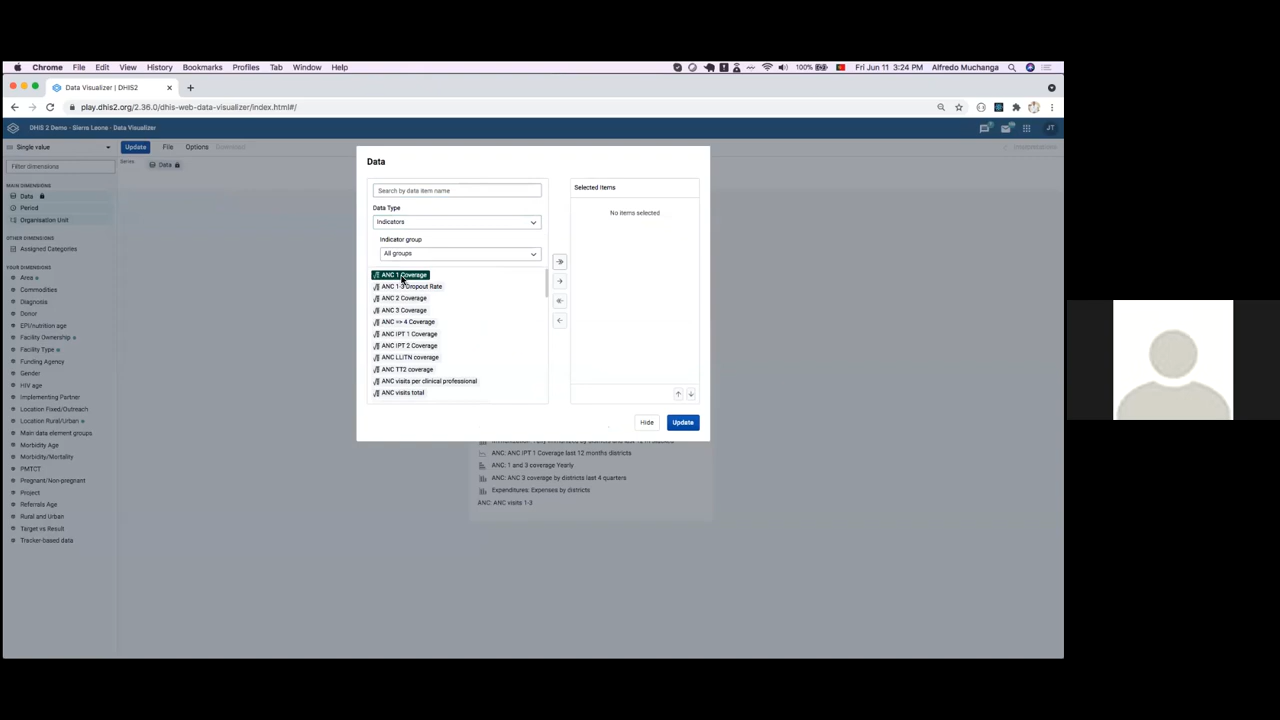 Chrome File Edit View History Bookmarks Profiles Tab Window Help 100% Fri Jun 11 3:24 PM Alfredo Muchanga
Data Visualizer | DHIS2
play.dhis2.org/2.36.0/dhis-web-data-visualizer/index.html#/
DHIS 2 Demo - Sierra Leone - Data Visualizer JT
Single value Update File Options Download Interpretations
Series Data
Filter dimensions
MAIN DIMENSIONS
Data
Period
Organisation Unit
OTHER DIMENSIONS
Assigned Categories
YOUR DIMENSIONS
Area
Commodities
Diagnosis
Donor
EPI/nutrition age
Facility Ownership
Facility Type
Funding Agency
Gender
HIV age
Implementing Partner
Location Fixed/Outreach
Location Rural/Urban
Main data element groups
Morbidity Age
Morbidity/Mortality
PMTCT
Pregnant/Non-pregnant
Project
Referrals Age
Rural and Urban
Target vs Result
Tracker-based data
Data
Search by data item name
Data Type
Indicators
Indicator group
All groups
ANC 1 Coverage
ANC 1-3 Dropout Rate
ANC 2 Coverage
ANC 3 Coverage
ANC => 4 Coverage
ANC IPT 1 Coverage
ANC IPT 2 Coverage
ANC LLITN coverage
ANC TT2 coverage
ANC visits per clinical professional
ANC visits total
Selected Items
No items selected
Hide Update
ANC: ANC IPT 1 Coverage last 12 months districts
ANC: 1 and 3 coverage Yearly
ANC: ANC 3 coverage by districts last 4 quarters
Expenditures: Expenses by districts
ANC: ANC visits 1-3